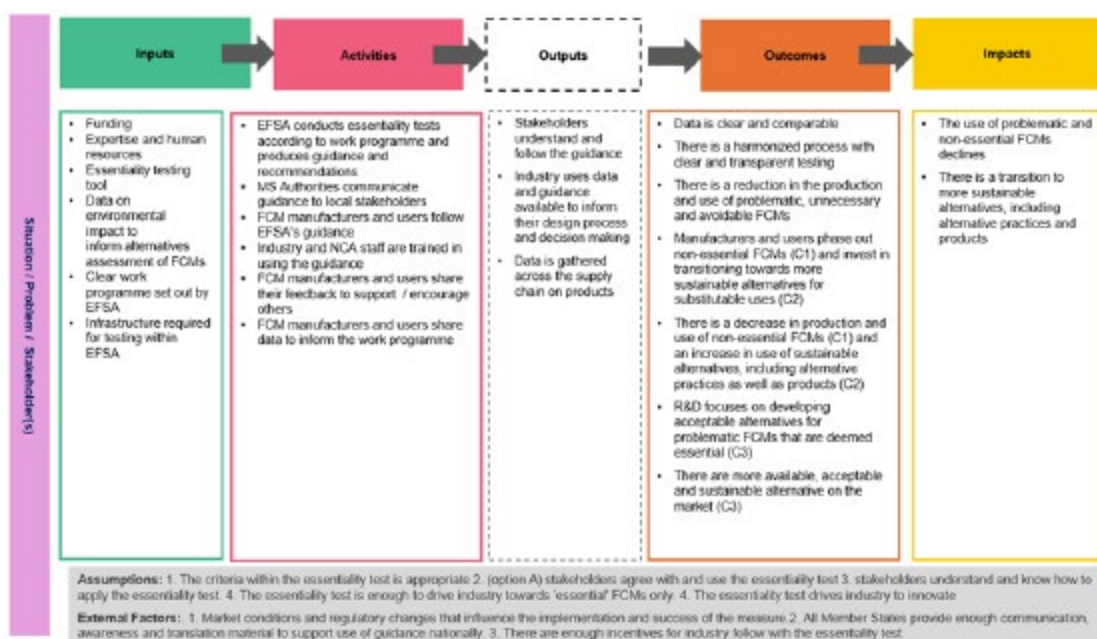 Situation / Problem / Stakeholder(s)
Inputs
Activities
Outputs
Outcomes
Impacts
• Funding
• Expertise and human
resources
• Essentiality testing
tool
• Data on
environmental
impact to
inform alternatives
assessment of FCMs
• Clear work
programme set out by
EFSA
• Infrastructure required
for testing within
EFSA
• EFSA conducts essentiality tests
according to work programme and
produces guidance and
recommendations
• MS Authorities communicate
guidance to local stakeholders
• FCM manufacturers and users follow
EFSA's guidance
• Industry and NCA staff are trained in
using the guidance
• FCM manufacturers and users share
their feedback to support / encourage
others
• FCM manufacturers and users share
data to inform the work programme
• Stakeholders
understand and
follow the guidance
• Industry uses data
and guidance
available to inform
their design process
and decision making
• Data is gathered
across the supply
chain on products
• Data is clear and comparable
• There is a harmonized process with
clear and transparent testing
• There is a reduction in the production
and use of problematic, unnecessary
and avoidable FCMs
• Manufacturers and users phase out
non-essential FCMs (C1) and invest in
transitioning towards more
sustainable alternatives for
substitutable uses (C2)
• There is a decrease in production and
use of non-essential FCMs (C1) and
an increase in use of sustainable
alternatives, including alternative
practices as well as products (C2)
• R&D focuses on developing
acceptable alternatives for
problematic FCMs that are deemed
essential (C3)
• There are more available, acceptable
and sustainable alternative on the
market (C3)
• The use of problematic and
non-essential FCMs
declines
• There is a transition to
more sustainable
alternatives, including
alternative practices and
products
Assumptions: 1. The criteria within the essentiality test is appropriate 2. (option A) stakeholders agree with and use the essentiality test 3. stakeholders understand and know how to
apply the essentiality test. 4. The essentiality test is enough to drive industry towards 'essential' FCMs only. 4. The essentiality test drives industry to innovate
External Factors: 1. Market conditions and regulatory changes that influence the implementation and success of the measure 2. All Member States provide enough communication,
awareness and translation material to support use of guidance nationally. 3. There are enough incentives for industry follow with the essentiality test